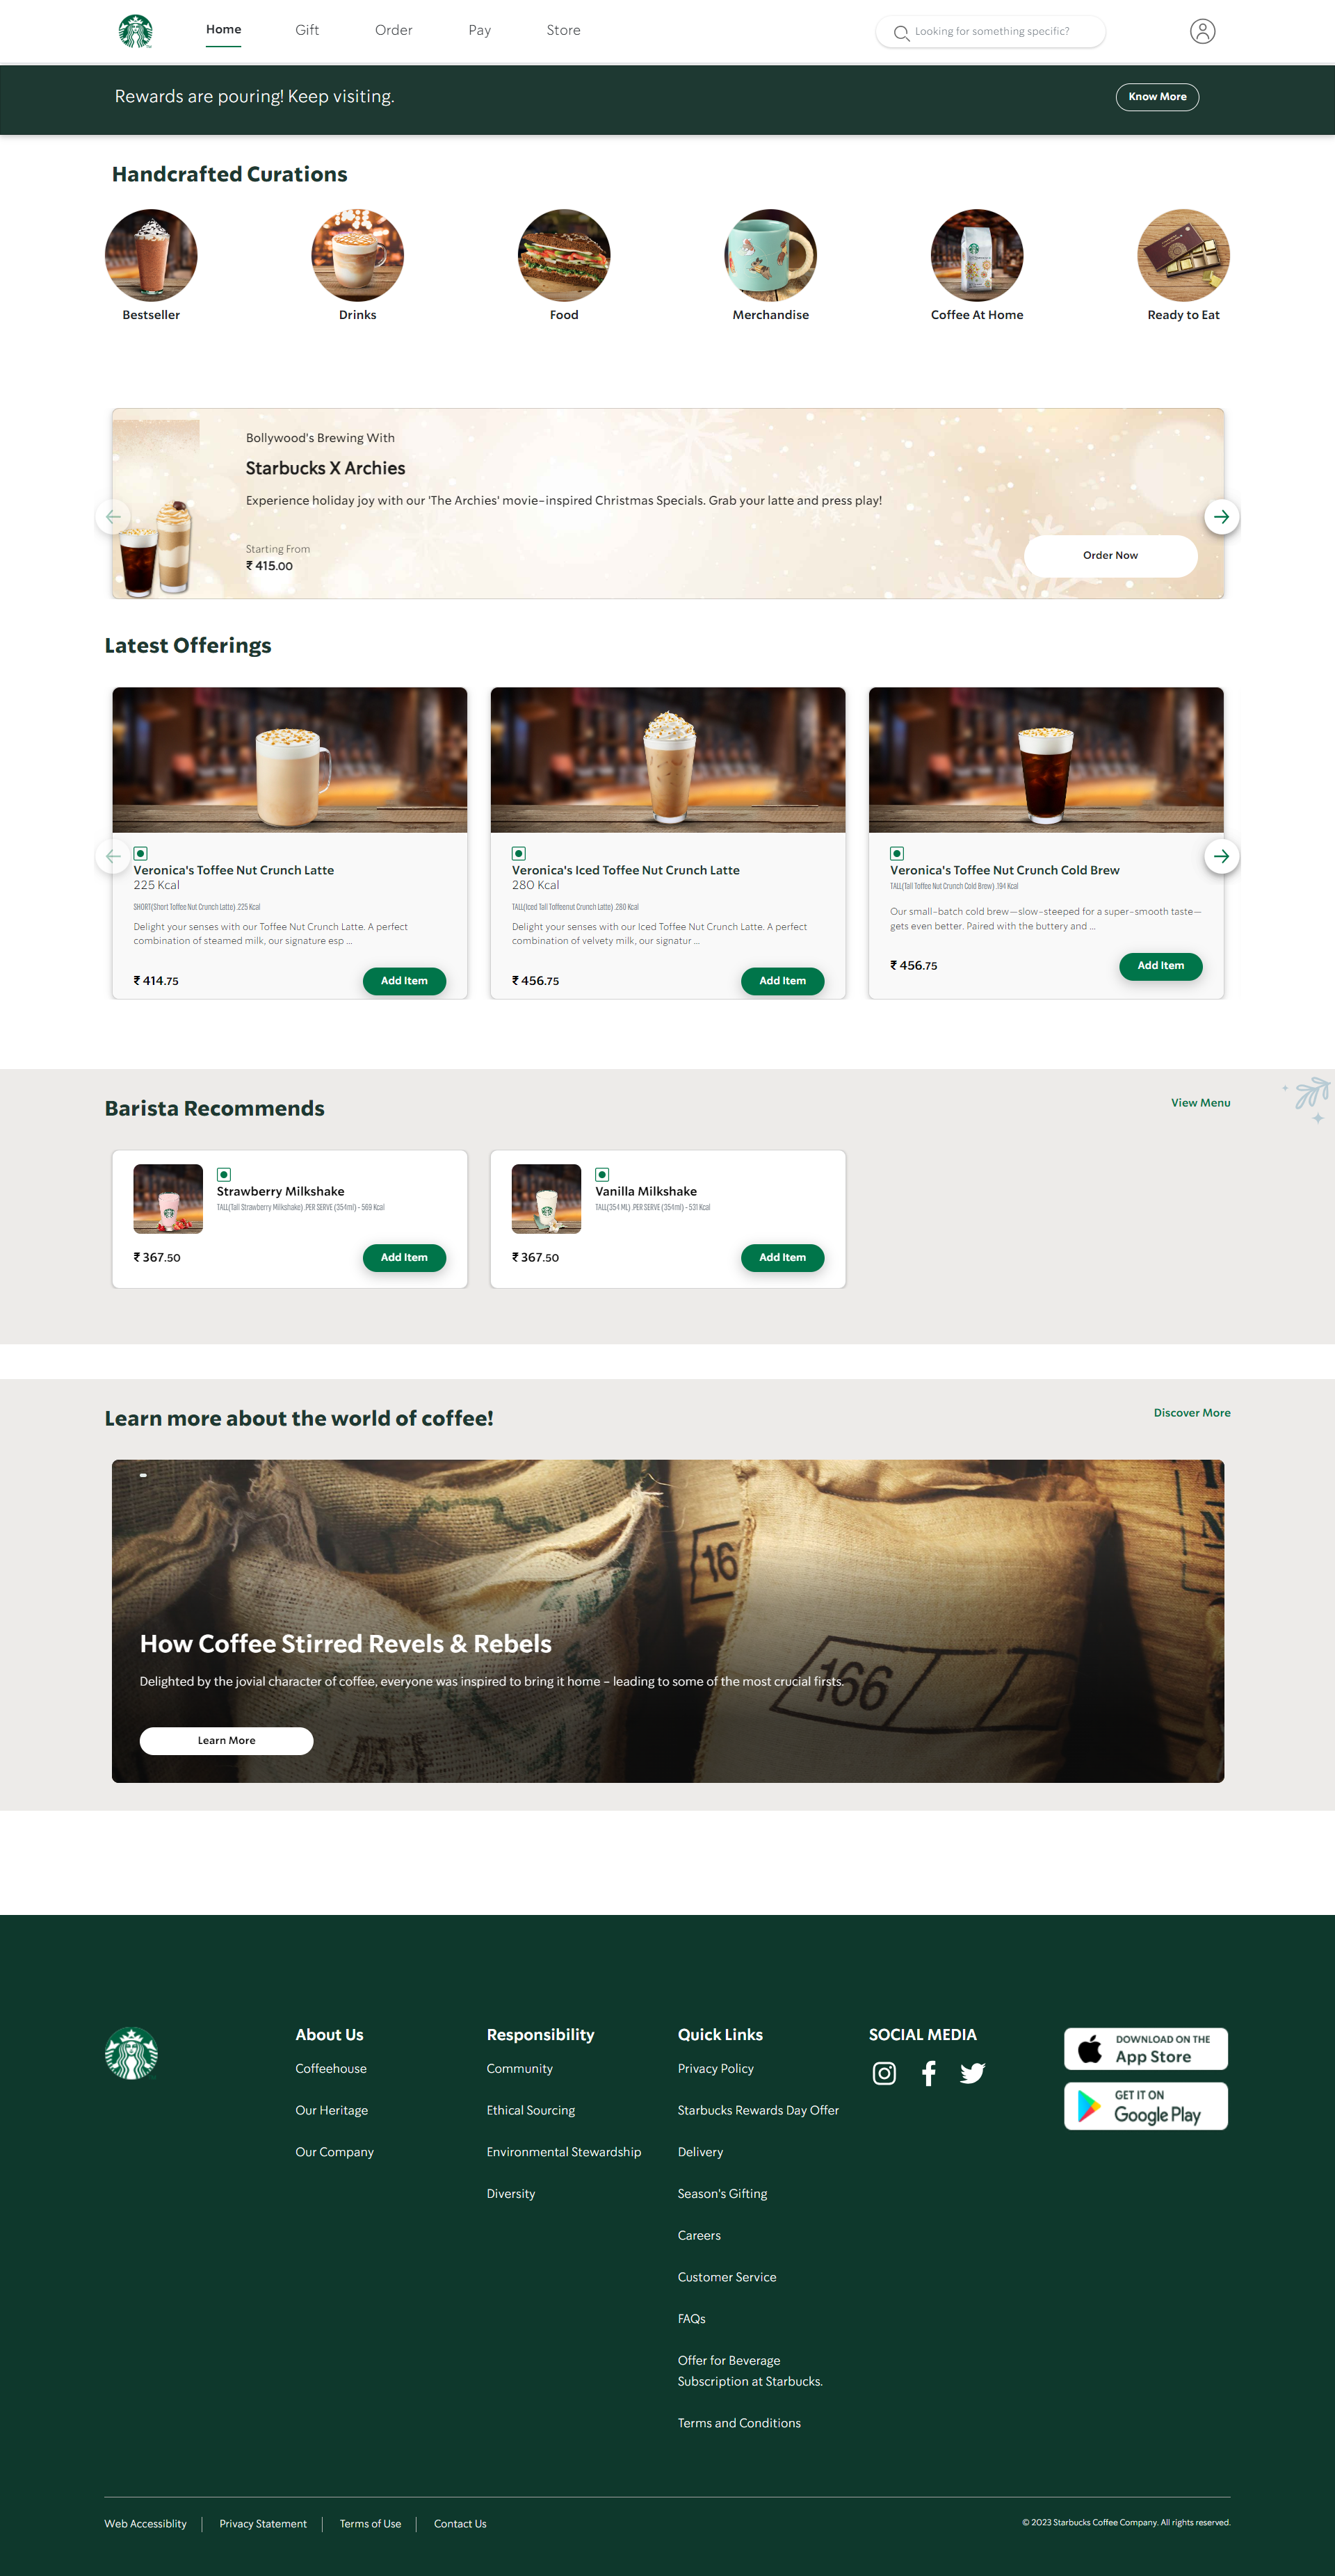 Home
Gift
Order
Pay
Store
Looking for something specific?
Rewards are pouring! Keep visiting.
Know More
Handcrafted Curations
Bestseller
Drinks
Food
Merchandise
Coffee At Home
Ready to Eat
Bollywood's Brewing With
Starbucks X Archies
Experience holiday joy with our 'The Archies' movie-inspired Christmas Specials. Grab your latte and press play!
Starting From
₹ 415.00
Order Now
Latest Offerings
Veronica's Toffee Nut Crunch Latte
225 Kcal
SHORT(Short Toffee Nut Crunch Latte) .225 Kcal
Delight your senses with our Toffee Nut Crunch Latte. A perfect
combination of steamed milk, our signature esp ...
₹ 414.75
Add Item
Veronica's Iced Toffee Nut Crunch Latte
280 Kcal
TALL(Iced Tall Toffeenut Crunch Latte) .280 Kcal
Delight your senses with our Iced Toffee Nut Crunch Latte. A perfect
combination of velvety milk, our signatur ...
₹ 456.75
Add Item
Veronica's Toffee Nut Crunch Cold Brew
TALL(Tall Toffee Nut Crunch Cold Brew) .194 Kcal
Our small-batch cold brew—slow-steeped for a super-smooth taste—
gets even better. Paired with the buttery and ...
₹ 456.75
Add Item
Barista Recommends
View Menu
Strawberry Milkshake
TALL(Tall Strawberry Milkshake) .PER SERVE (354ml) - 569 Kcal
₹ 367.50
Add Item
Vanilla Milkshake
TALL(354 ML) .PER SERVE (354ml) - 531 Kcal
₹ 367.50
Add Item
Learn more about the world of coffee!
Discover More
16
166
How Coffee Stirred Revels & Rebels
Delighted by the jovial character of coffee, everyone was inspired to bring it home – leading to some of the most crucial firsts.
Learn More
About Us
Coffeehouse
Our Heritage
Our Company
Responsibility
Community
Ethical Sourcing
Environmental Stewardship
Diversity
Quick Links
Privacy Policy
Starbucks Rewards Day Offer
Delivery
Season's Gifting
Careers
Customer Service
FAQs
Offer for Beverage
Subscription at Starbucks.
Terms and Conditions
SOCIAL MEDIA
DOWNLOAD ON THE
App Store
GET IT ON
Google Play
Web Accessiblity
Privacy Statement
Terms of Use
Contact Us
© 2023 Starbucks Coffee Company. All rights reserved.